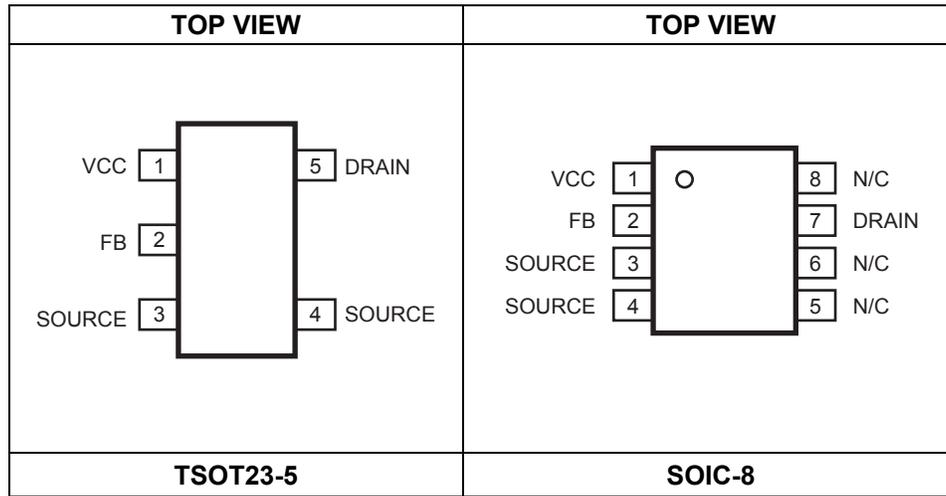 TOP VIEW
TOP VIEW
VCC 1
5 DRAIN
FB 2
SOURCE 3
4 SOURCE
VCC 1
8 N/C
FB 2
7 DRAIN
SOURCE 3
6 N/C
SOURCE 4
5 N/C
TSOT23-5
SOIC-8